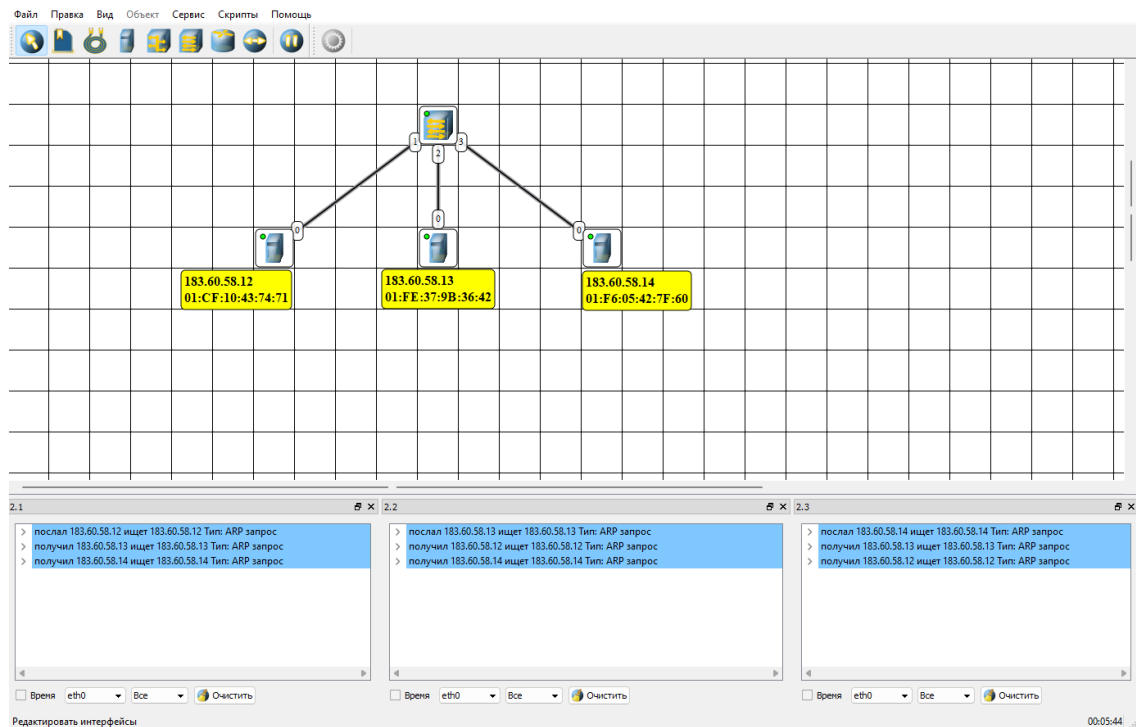 Файл Правка Вид Объект Сервис Скрипты Помощь
1 2 3
0 0 0
183.60.58.12
01:CF:10:43:74:71
183.60.58.13
01:FE:37:9B:36:42
183.60.58.14
01:F6:05:42:7F:60
2.1
послал 183.60.58.12 ищет 183.60.58.12 Тип: ARP запрос
получил 183.60.58.13 ищет 183.60.58.13 Тип: ARP запрос
получил 183.60.58.14 ищет 183.60.58.14 Тип: ARP запрос
Время eth0 Все Очистить
2.2
послал 183.60.58.13 ищет 183.60.58.13 Тип: ARP запрос
получил 183.60.58.12 ищет 183.60.58.12 Тип: ARP запрос
получил 183.60.58.14 ищет 183.60.58.14 Тип: ARP запрос
Время eth0 Все Очистить
2.3
послал 183.60.58.14 ищет 183.60.58.14 Тип: ARP запрос
получил 183.60.58.13 ищет 183.60.58.13 Тип: ARP запрос
получил 183.60.58.12 ищет 183.60.58.12 Тип: ARP запрос
Время eth0 Все Очистить
Редактировать интерфейсы 00:05:44